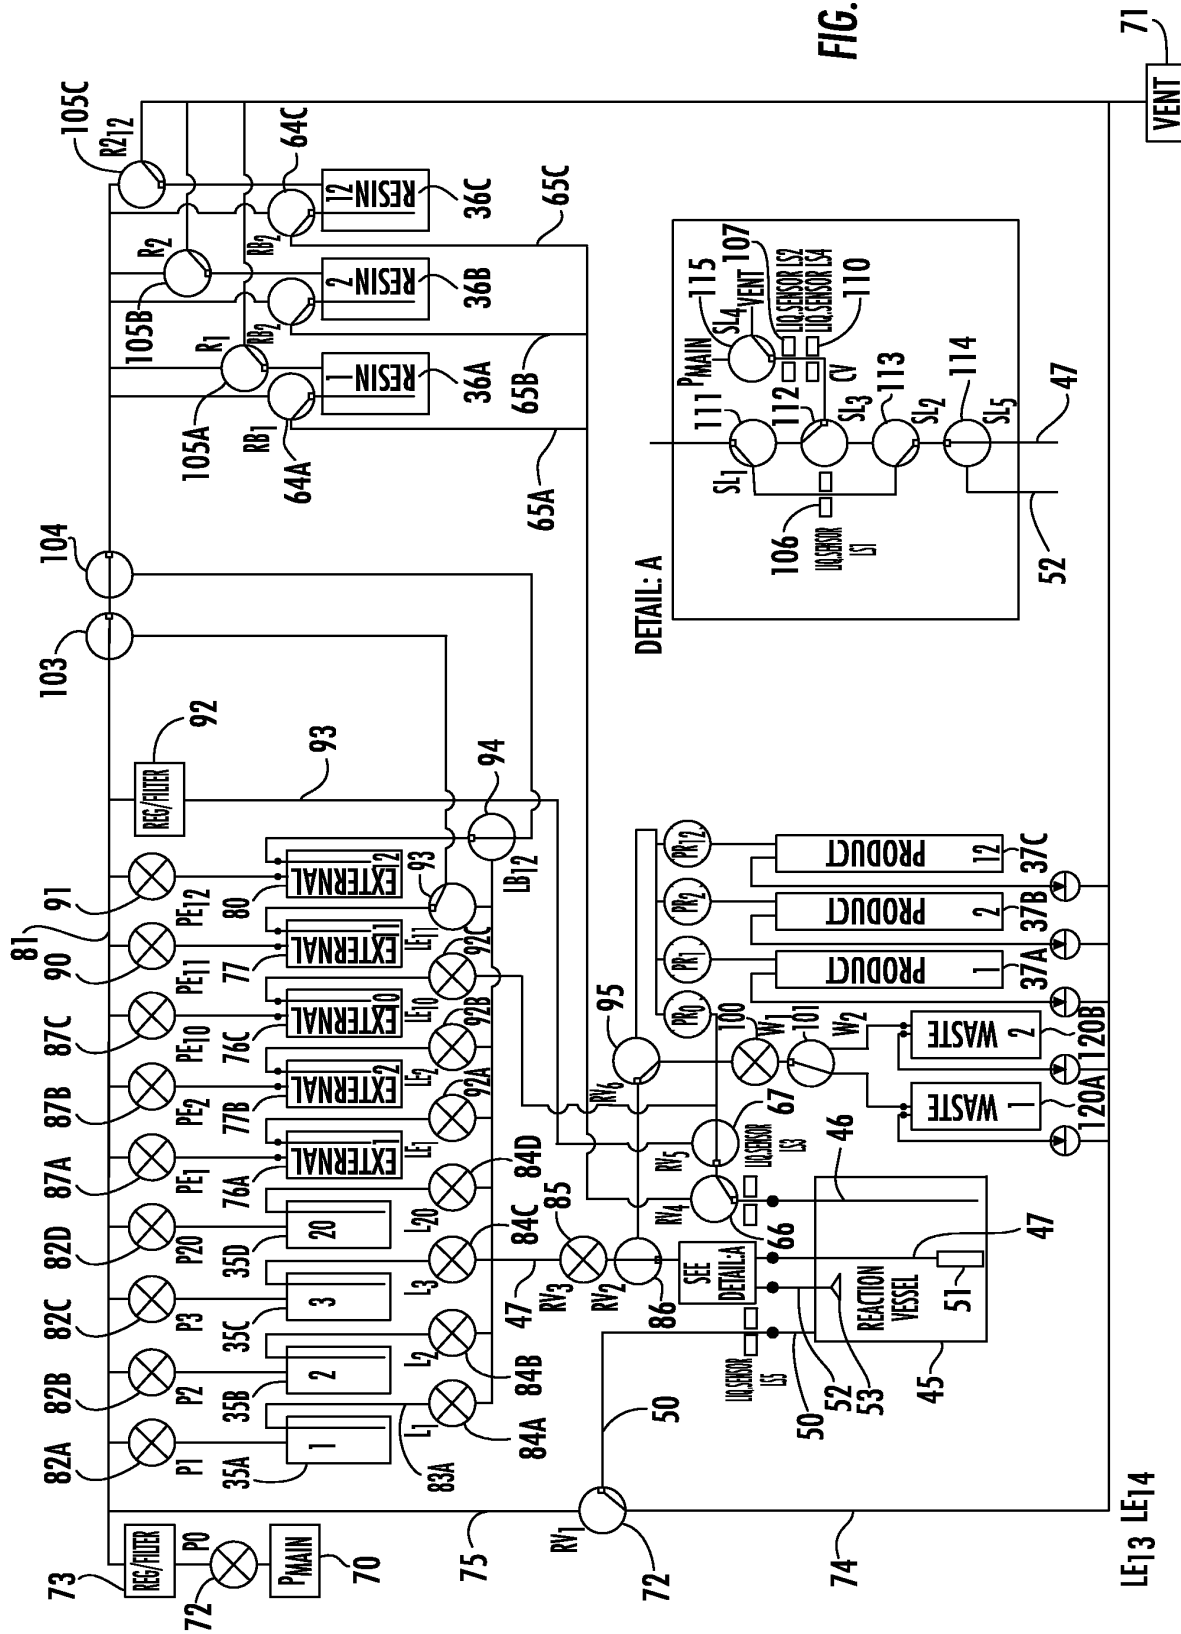 FIG.
81
82A
82B
82C
82D
87A
87B
87C
90
91
92
103
104
105C
73
REG/FILTER
P0
72
PMAIN
70
P1
P2
P3
P20
PE1
PE2
PE10
PE11
PE12
REG/FILTER
93
R1
R2
R212
105A
105B
35A
35B
35C
35D
76A
77B
76C
77
80
1
2
3
20
EXTERNAL 1
EXTERNAL 2
EXTERNAL 10
EXTERNAL 11
EXTERNAL 12
RB1
RB2
RB2
64A
64C
RESIN 1
RESIN 2
RESIN 12
36A
36B
36C
L1
L2
L3
L20
LE1
LE2
LE10
LE11
93
94
LB12
83A
84A
84B
84C
84D
92A
92B
92C
65A
65B
65C
75
RV1
72
74
50
47
RV3
85
RV2
86
RV6
95
SEE
DETAIL:A
RV4
66
RV5
67
LIQ.SENSOR
LS3
LIQ.SENSOR
LS5
PR0
PR1
PR2
PR12
100
W1
101
W2
PRODUCT 1
PRODUCT 2
PRODUCT 12
37A
37B
37C
WASTE 1
WASTE 2
120A
120B
50
52
53
45
REACTION
VESSEL
51
47
46
DETAIL: A
PMAIN
115
SL4
VENT
107
LIQ.SENSOR LS2
LIQ.SENSOR LS4
110
CV
111
SL1
112
SL3
113
SL2
114
SL5
106
LIQ.SENSOR
LS1
52
47
VENT
71
LE13 LE14